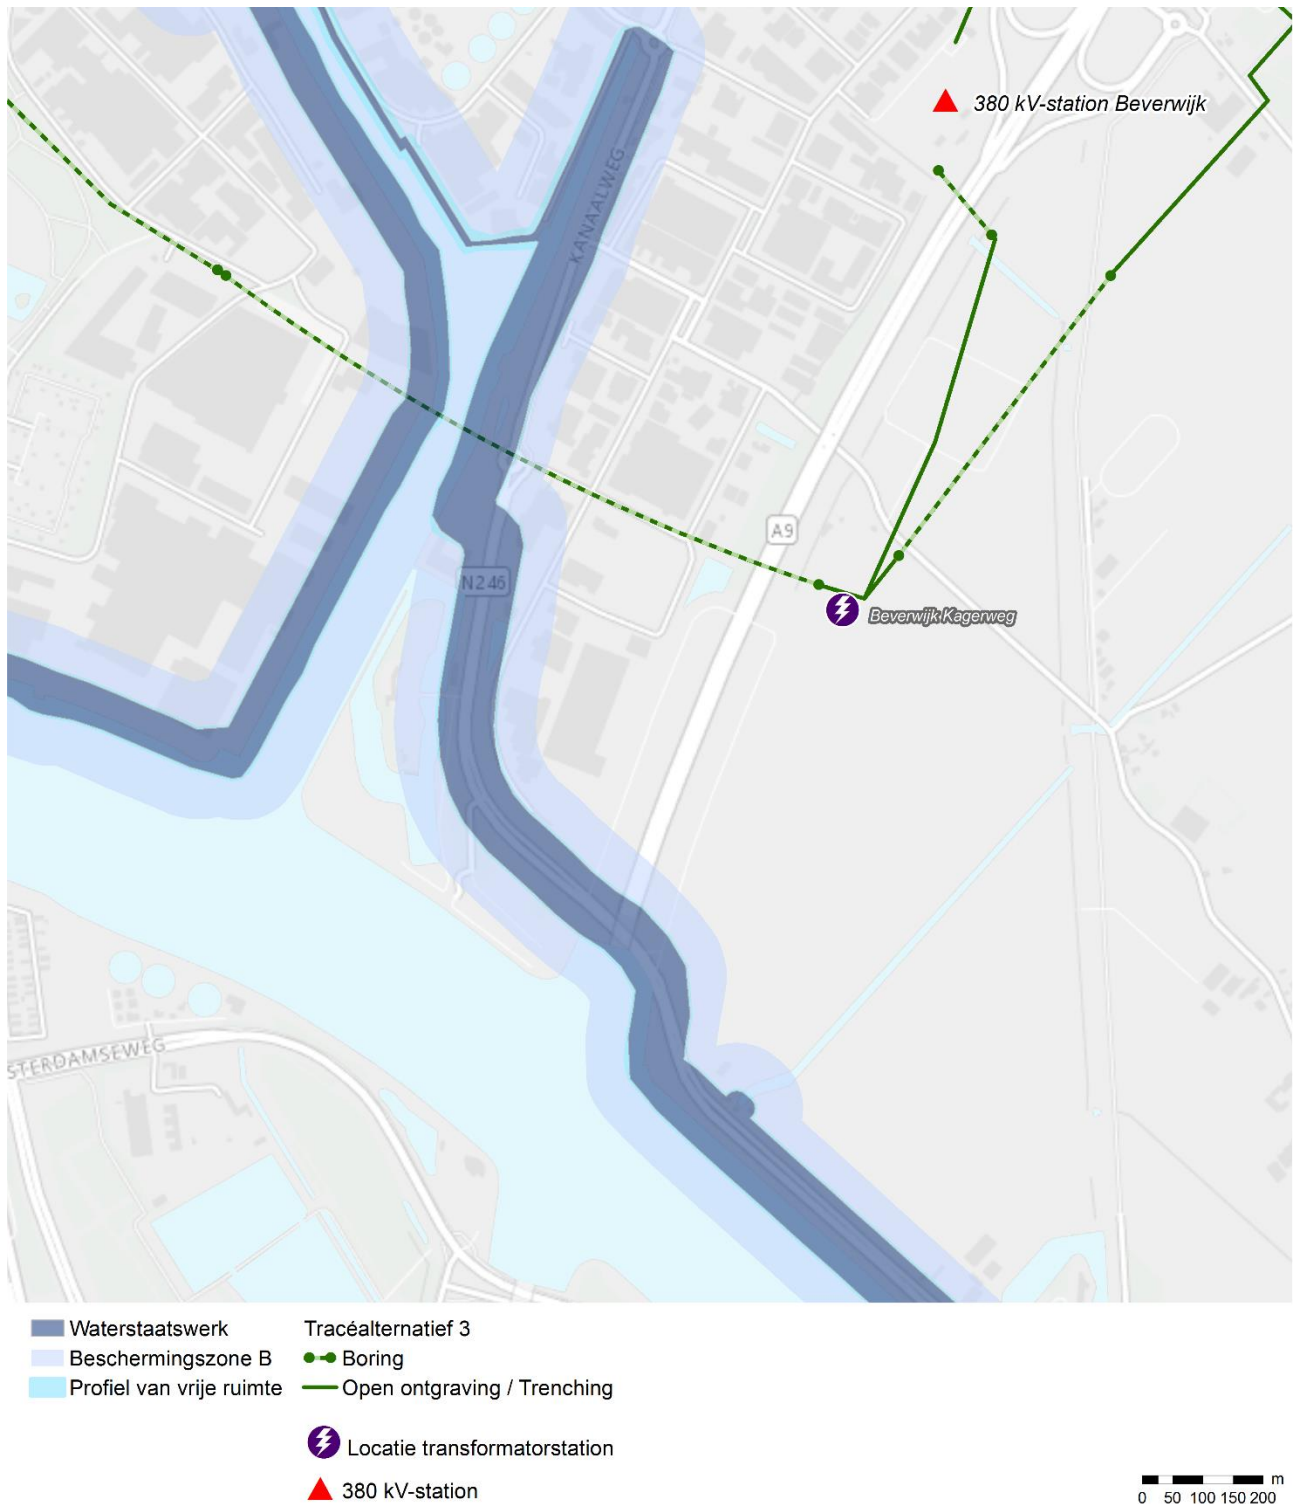 380 kV-station Beverwijk
KANAALWEG
A9
N246
Beverwijk Kagerweg
STERDAMSEWEG
Waterstaatswerk
Beschermingszone B
Profiel van vrije ruimte
Tracéalternatief 3
Boring
Open ontgraving / Trenching
Locatie transformatorstation
380 kV-station
m
0 50 100 150 200